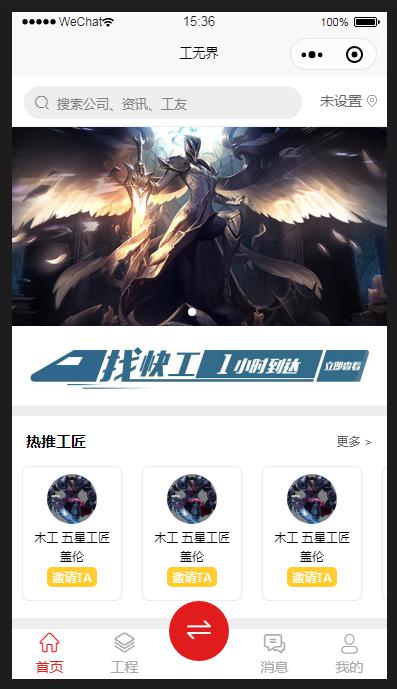 WeChat 15:36 100%
工无界
搜索公司、资讯、工友 未设置
找快工 1小时到达 立即查看
热推工匠 更多 >
木工 五星工匠 木工 五星工匠 木工 五星工匠
盖伦 盖伦 盖伦
邀请TA 邀请TA 邀请TA
首页 工程 消息 我的